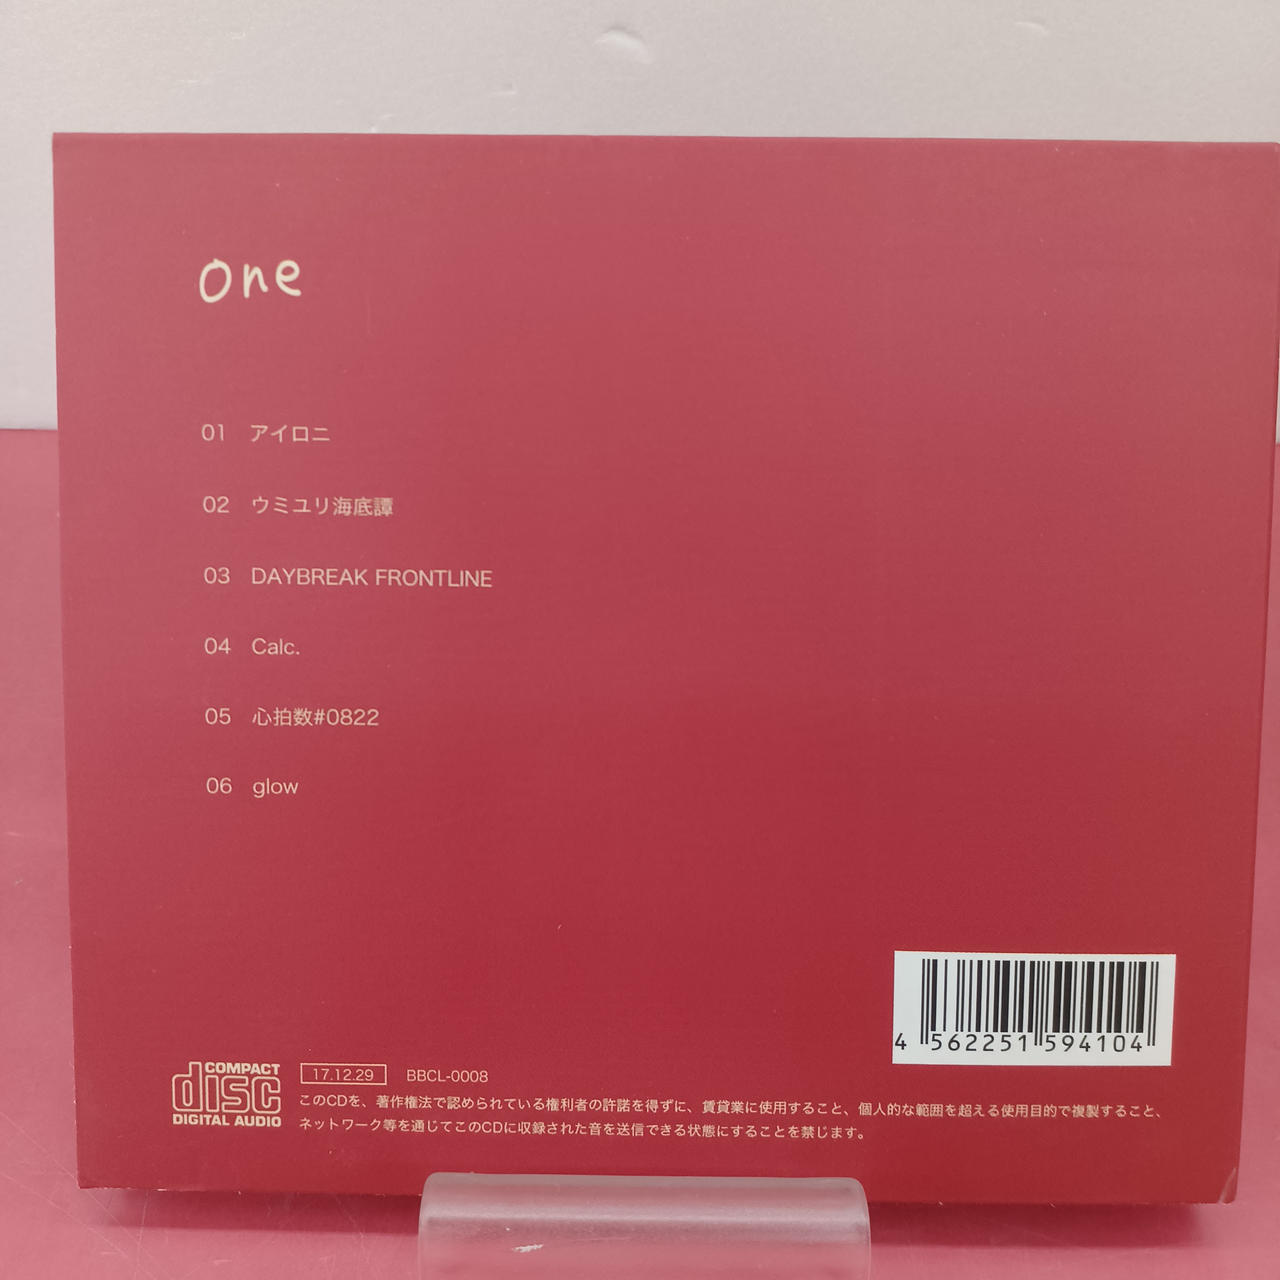 one
01 アイロニ
02 ウミユリ海底譚
03 DAYBREAK FRONTLINE
04 Calc.
05 心拍数#0822
06 glow
4 562251 594104
COMPACT
disc
DIGITAL AUDIO
17.12.29 BBCL-0008
このCDを、著作権法で認められている権利者の許諾を得ずに、賃貸業に使用すること、個人的な範囲を超える使用目的で複製すること、
ネットワーク等を通じてこのCDに収録された音を送信できる状態にすることを禁じます。